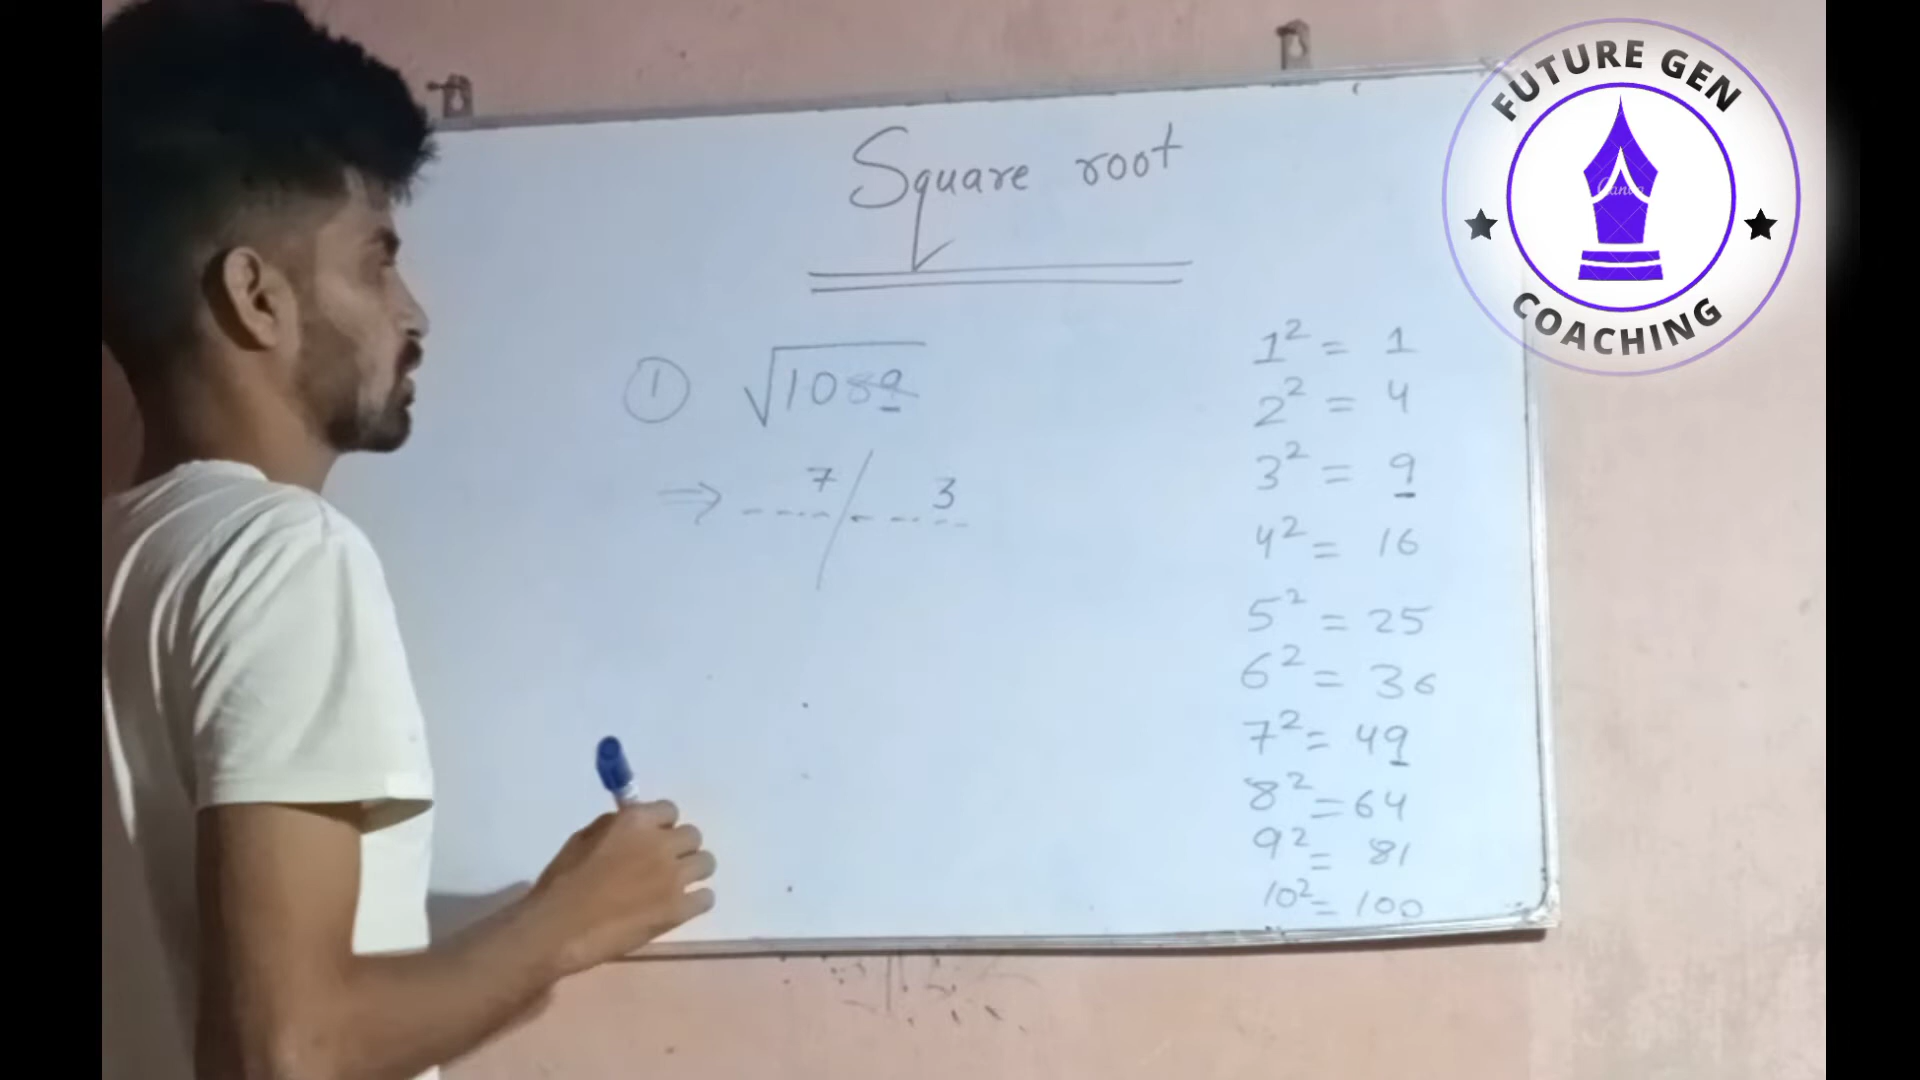 Square root
① √1089
⇒ ----7/----3
1² = 1
2² = 4
3² = 9
4² = 16
5² = 25
6² = 36
7² = 49
8² = 64
9² = 81
10² = 100
FUTURE GEN
Canva
COACHING